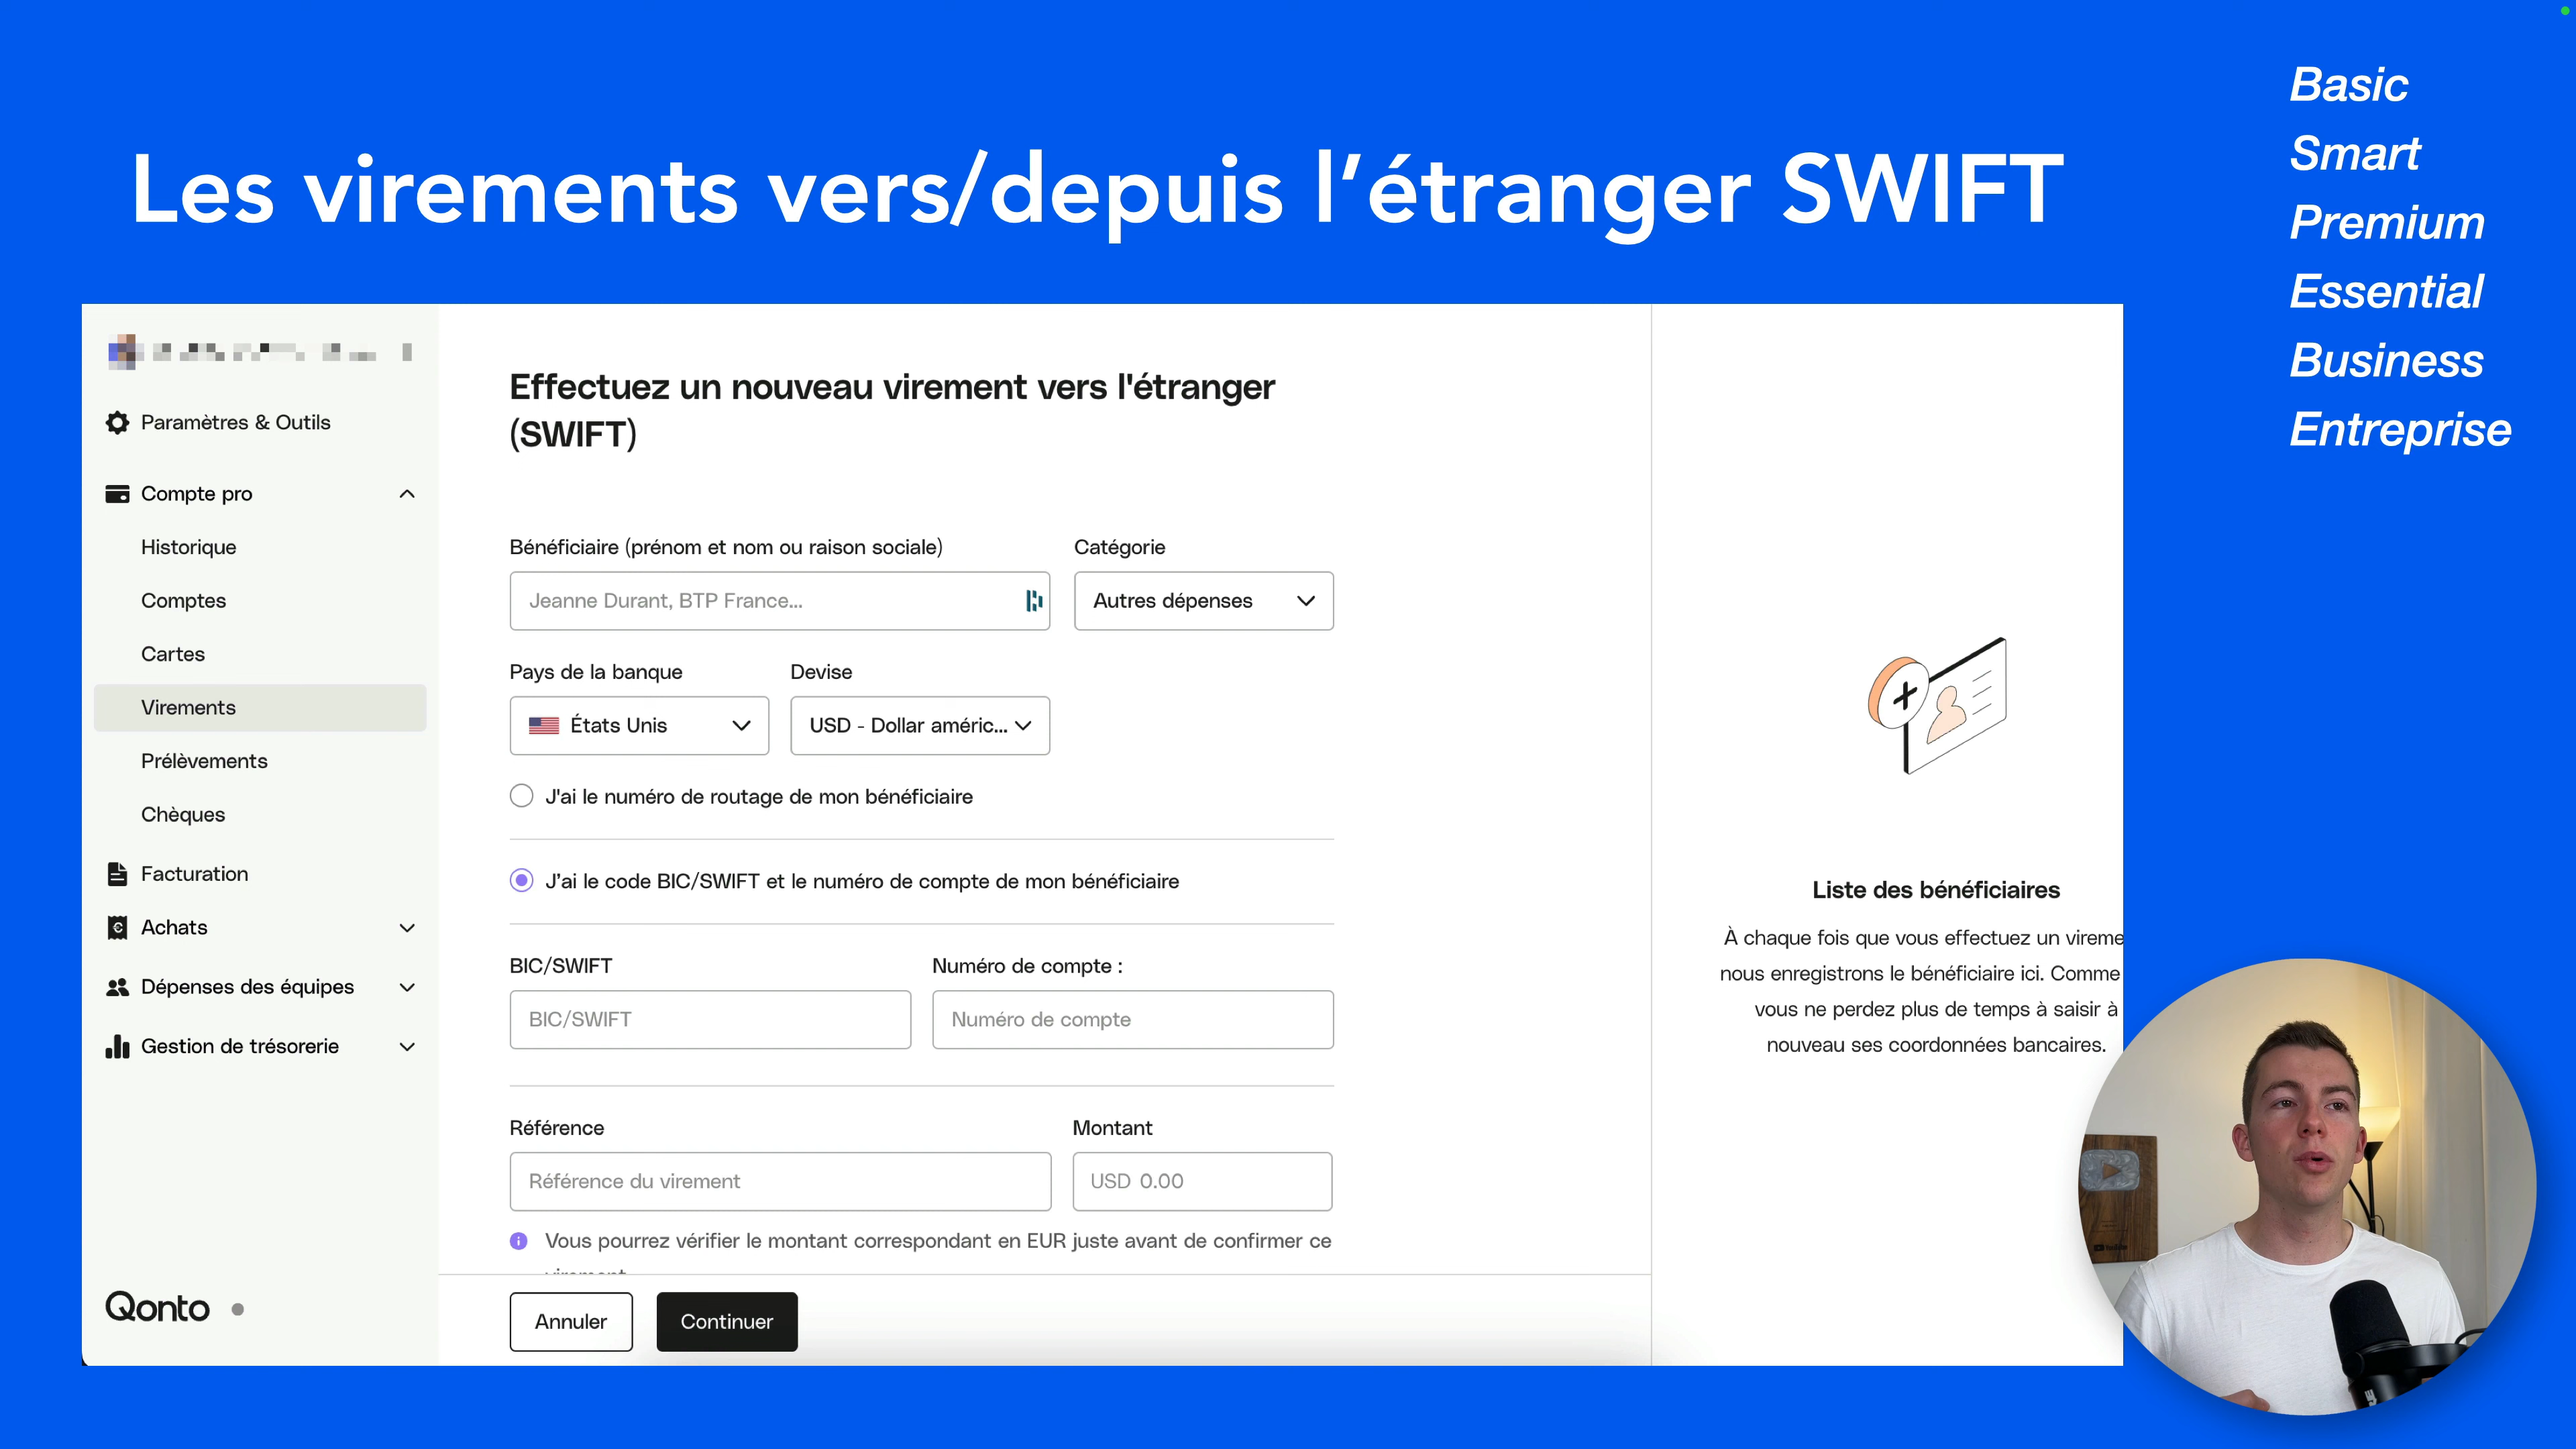 Les virements vers/depuis l’étranger SWIFT
Basic
Smart
Premium
Essential
Business
Entreprise
Paramètres & Outils
Compte pro
Historique
Comptes
Cartes
Virements
Prélèvements
Chèques
Facturation
Achats
Dépenses des équipes
Gestion de trésorerie
Qonto
Effectuez un nouveau virement vers l'étranger
(SWIFT)
Bénéficiaire (prénom et nom ou raison sociale)
Catégorie
Jeanne Durant, BTP France...
Autres dépenses
Pays de la banque
Devise
États Unis
USD - Dollar améric...
J'ai le numéro de routage de mon bénéficiaire
J’ai le code BIC/SWIFT et le numéro de compte de mon bénéficiaire
BIC/SWIFT
Numéro de compte :
BIC/SWIFT
Numéro de compte
Référence
Montant
Référence du virement
USD 0.00
Vous pourrez vérifier le montant correspondant en EUR juste avant de confirmer ce
Annuler
Continuer
Liste des bénéficiaires
À chaque fois que vous effectuez un vireme
nous enregistrons le bénéficiaire ici. Comme
vous ne perdez plus de temps à saisir à
nouveau ses coordonnées bancaires.